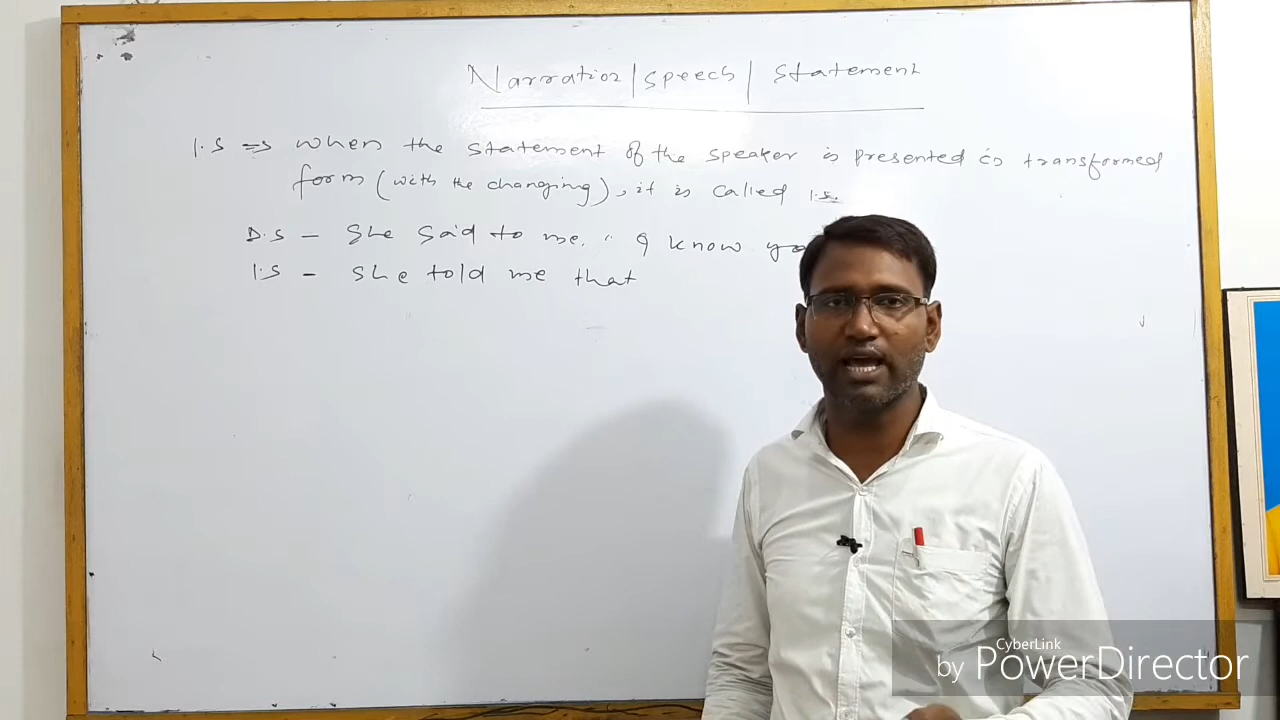 Narration/speech/statement
I.S ⇒ When the statement of the speaker is presented in transformed
form (with the changing), it is called I.S.
D.S - She said to me, "I know
I.S - She told me that
CyberLink
by PowerDirector